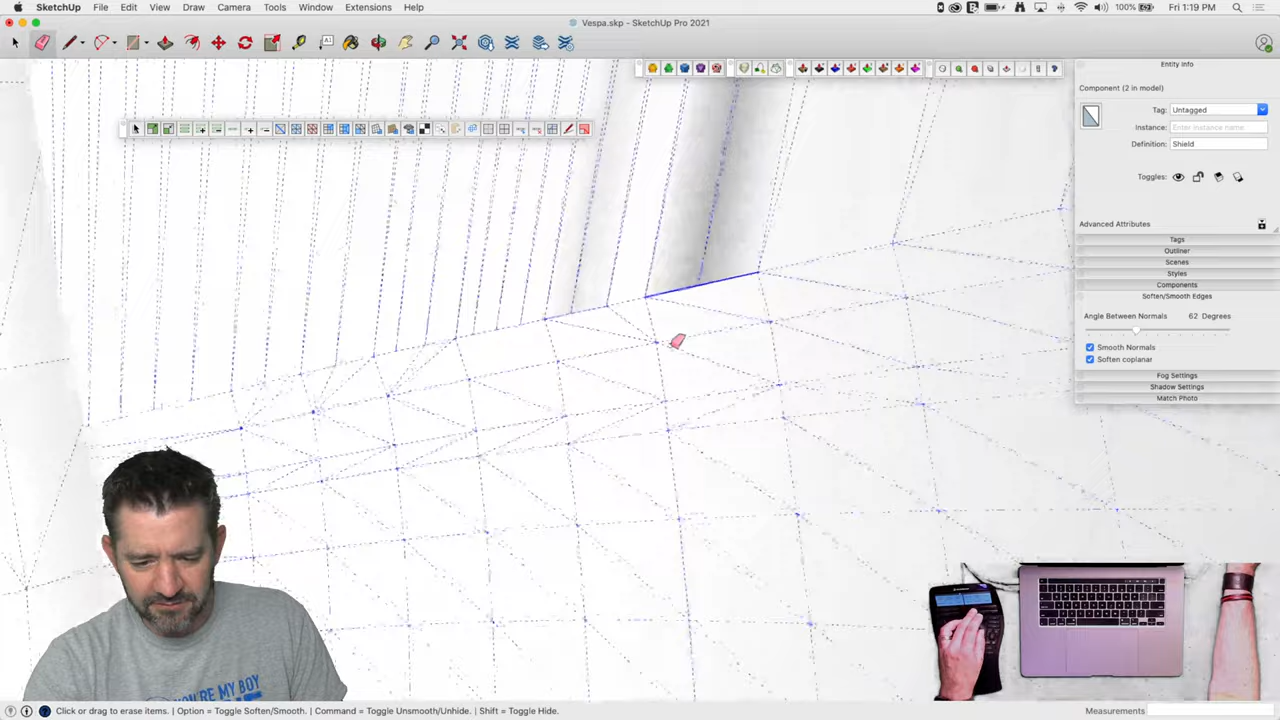 SketchUp File Edit View Draw Camera Tools Window Extensions Help
100% Fri 1:19 PM
Vespa.skp - SketchUp Pro 2021
Entity Info
Component (2 in model)
Tag: Untagged
Instance: Enter instance name
Definition: Shield
Toggles:
Advanced Attributes
Tags
Outliner
Scenes
Styles
Components
Soften/Smooth Edges
Angle Between Normals 62 Degrees
Smooth Normals
Soften coplanar
Fog Settings
Shadow Settings
Match Photo
YOU'RE MY BOY
Click or drag to erase items. | Option = Toggle Soften/Smooth. | Command = Toggle Unsmooth/Unhide. | Shift = Toggle Hide.
Measurements